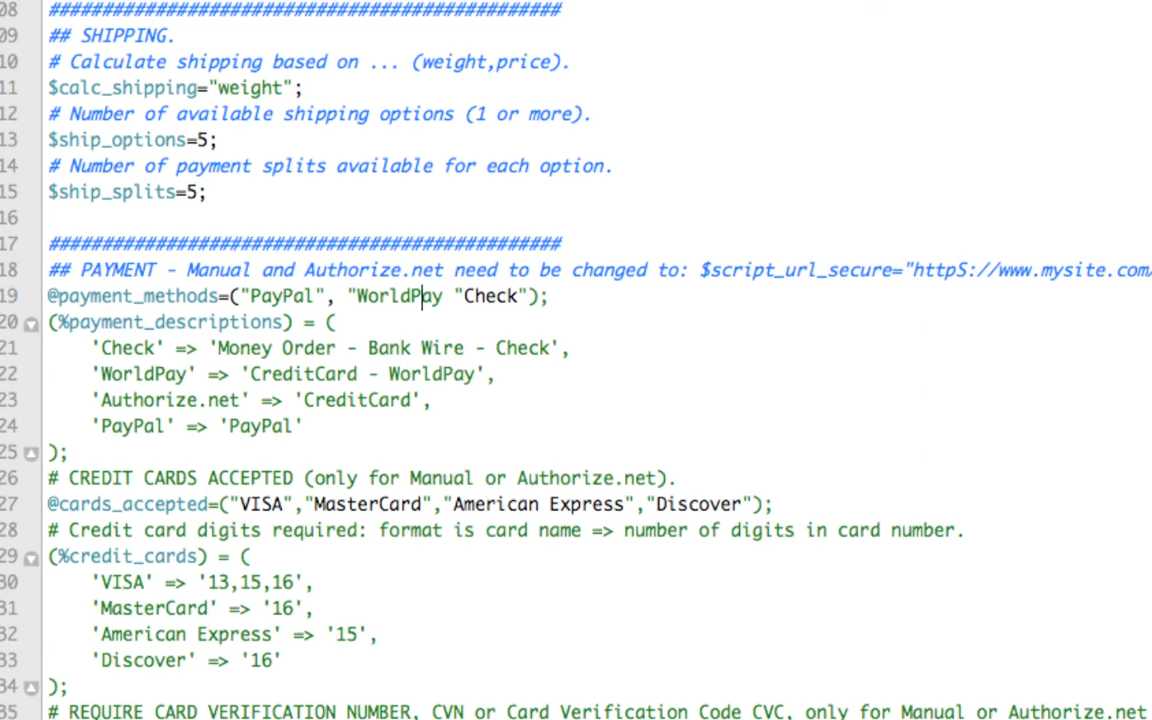 08 ################################################
09 ## SHIPPING.
10 # Calculate shipping based on ... (weight,price).
11 $calc_shipping="weight";
12 # Number of available shipping options (1 or more).
13 $ship_options=5;
14 # Number of payment splits available for each option.
15 $ship_splits=5;
16
17 ################################################
18 ## PAYMENT - Manual and Authorize.net need to be changed to: $script_url_secure="httpS://www.mysite.com/
19 @payment_methods=("PayPal", "WorldPay "Check");
20 (%payment_descriptions) = (
21 'Check' => 'Money Order - Bank Wire - Check',
22 'WorldPay' => 'CreditCard - WorldPay',
23 'Authorize.net' => 'CreditCard',
24 'PayPal' => 'PayPal'
25 );
26 # CREDIT CARDS ACCEPTED (only for Manual or Authorize.net).
27 @cards_accepted=("VISA","MasterCard","American Express","Discover");
28 # Credit card digits required: format is card name => number of digits in card number.
29 (%credit_cards) = (
30 'VISA' => '13,15,16',
31 'MasterCard' => '16',
32 'American Express' => '15',
33 'Discover' => '16'
34 );
35 # REQUIRE CARD VERIFICATION NUMBER, CVN or Card Verification Code CVC, only for Manual or Authorize.net